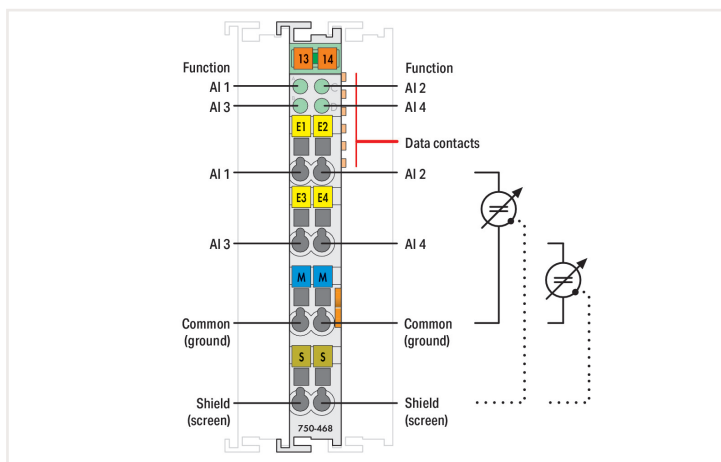 13 14
Function Function
AI 1 AI 2
AI 3 AI 4
E1 E2
Data contacts
AI 1 AI 2
E3 E4
AI 3 AI 4
M M
Common Common
(ground) (ground)
S S
Shield Shield
(screen) (screen)
750-468